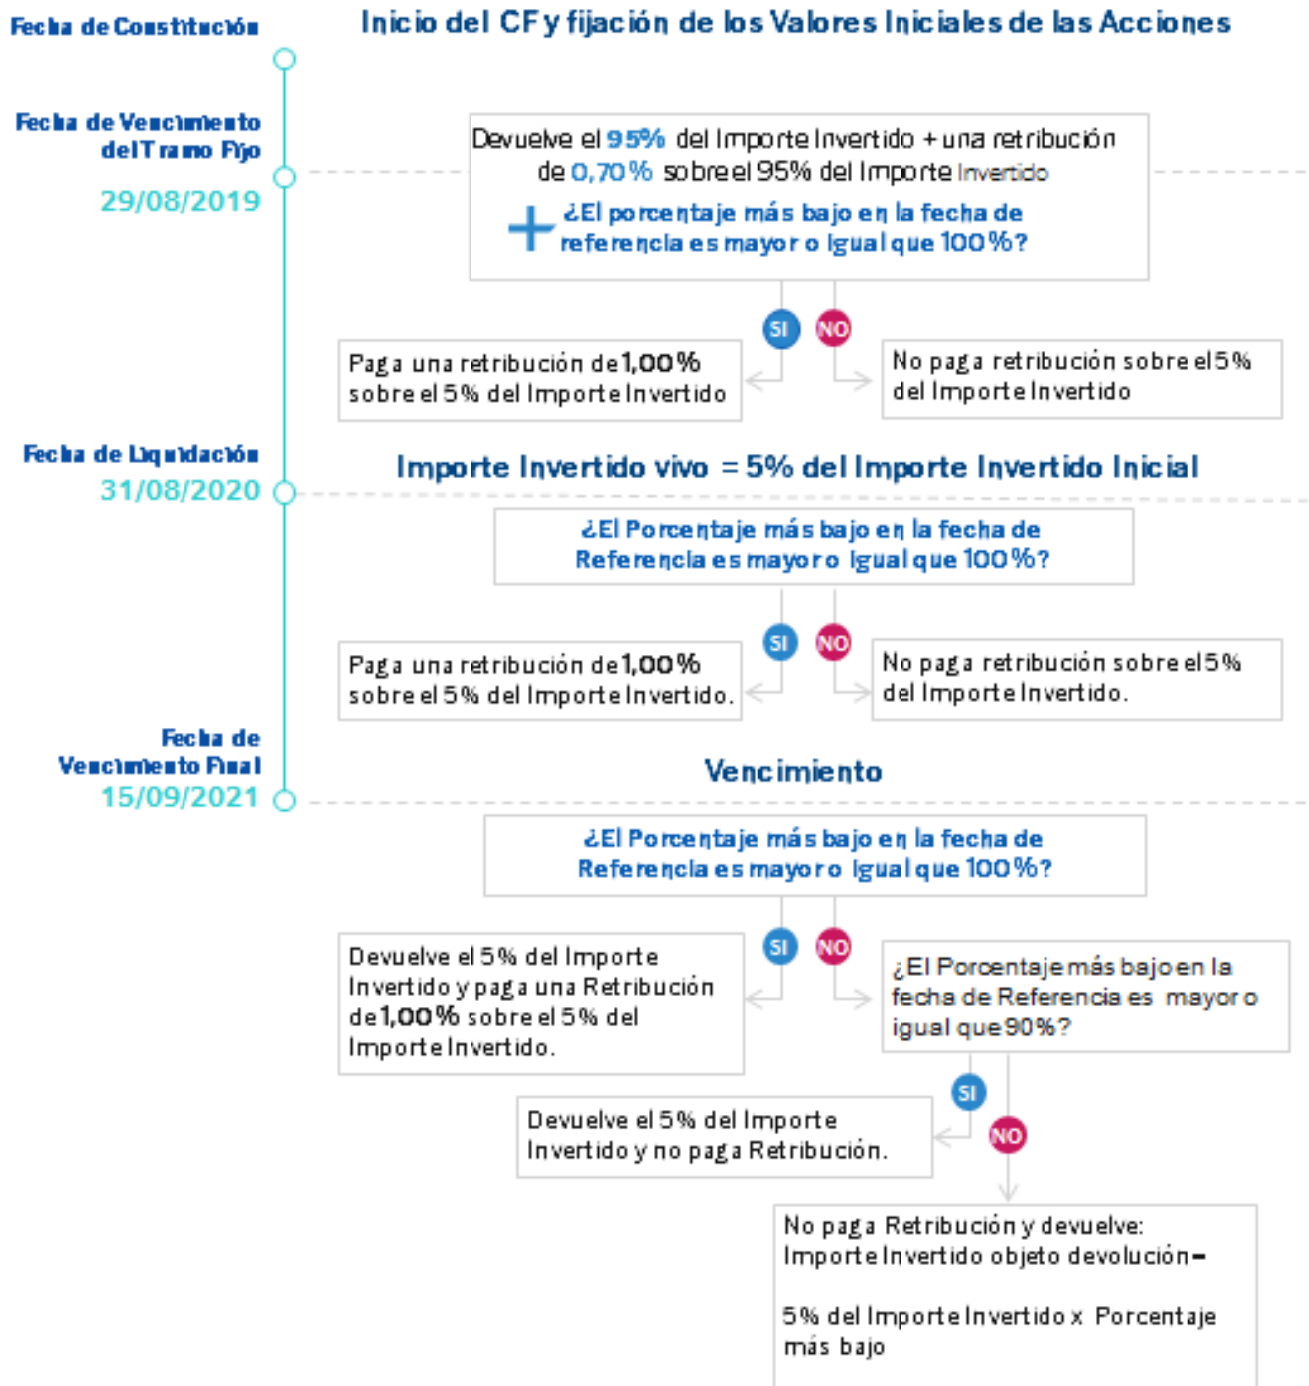 Fecha de Constitución
Inicio del CF y fijación de los Valores Iniciales de las Acciones
Fecha de Vencimiento
del Tramo Fijo
29/08/2019
Devuelve el 95% del Importe Invertido + una retribución
de 0,70% sobre el 95% del Importe Invertido
+
¿El porcentaje más bajo en la fecha de
referencia es mayor o igual que 100%?
SI
NO
Paga una retribución de 1,00%
sobre el 5% del Importe Invertido
No paga retribución sobre el 5%
del Importe Invertido
Fecha de Liquidación
31/08/2020
Importe Invertido vivo = 5% del Importe Invertido Inicial
¿El Porcentaje más bajo en la fecha de
Referencia es mayor o igual que 100%?
SI
NO
Paga una retribución de 1,00%
sobre el 5% del Importe Invertido.
No paga retribución sobre el 5%
del Importe Invertido.
Fecha de
Vencimiento Final
15/09/2021
Vencimiento
¿El Porcentaje más bajo en la fecha de
Referencia es mayor o igual que 100%?
SI
NO
Devuelve el 5% del Importe
Invertido y paga una Retribución
de 1,00% sobre el 5% del
Importe Invertido.
¿El Porcentaje más bajo en la
fecha de Referencia es mayor o
igual que 90%?
SI
NO
Devuelve el 5% del Importe
Invertido y no paga Retribución.
No paga Retribución y devuelve:
Importe Invertido objeto devolución=
5% del Importe Invertido x Porcentaje
más bajo